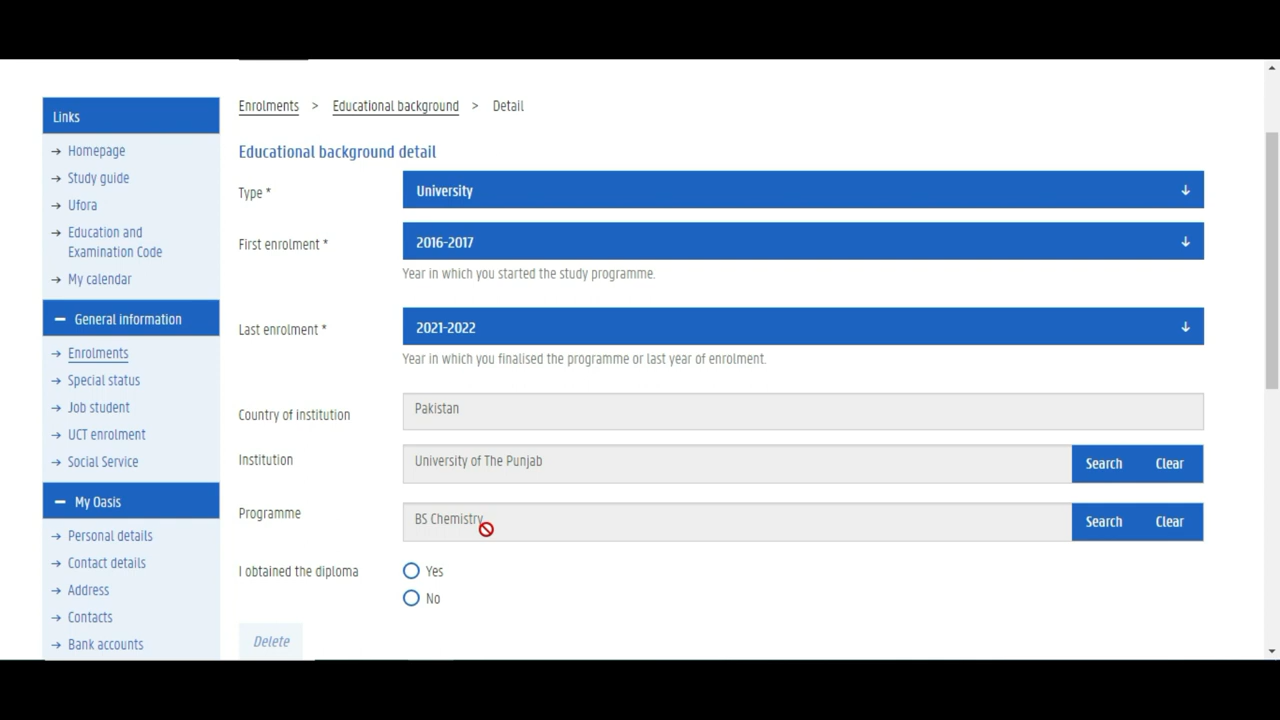 Links
→ Homepage
→ Study guide
→ Ufora
→ Education and
Examination Code
→ My calendar
General information
→ Enrolments
→ Special status
→ Job student
→ UCT enrolment
→ Social Service
My Oasis
→ Personal details
→ Contact details
→ Address
→ Contacts
→ Bank accounts
Enrolments > Educational background > Detail
Educational background detail
Type * University
First enrolment * 2016-2017
Year in which you started the study programme.
Last enrolment * 2021-2022
Year in which you finalised the programme or last year of enrolment.
Country of institution Pakistan
Institution University of The Punjab Search Clear
Programme BS Chemistry Search Clear
I obtained the diploma Yes
No
Delete